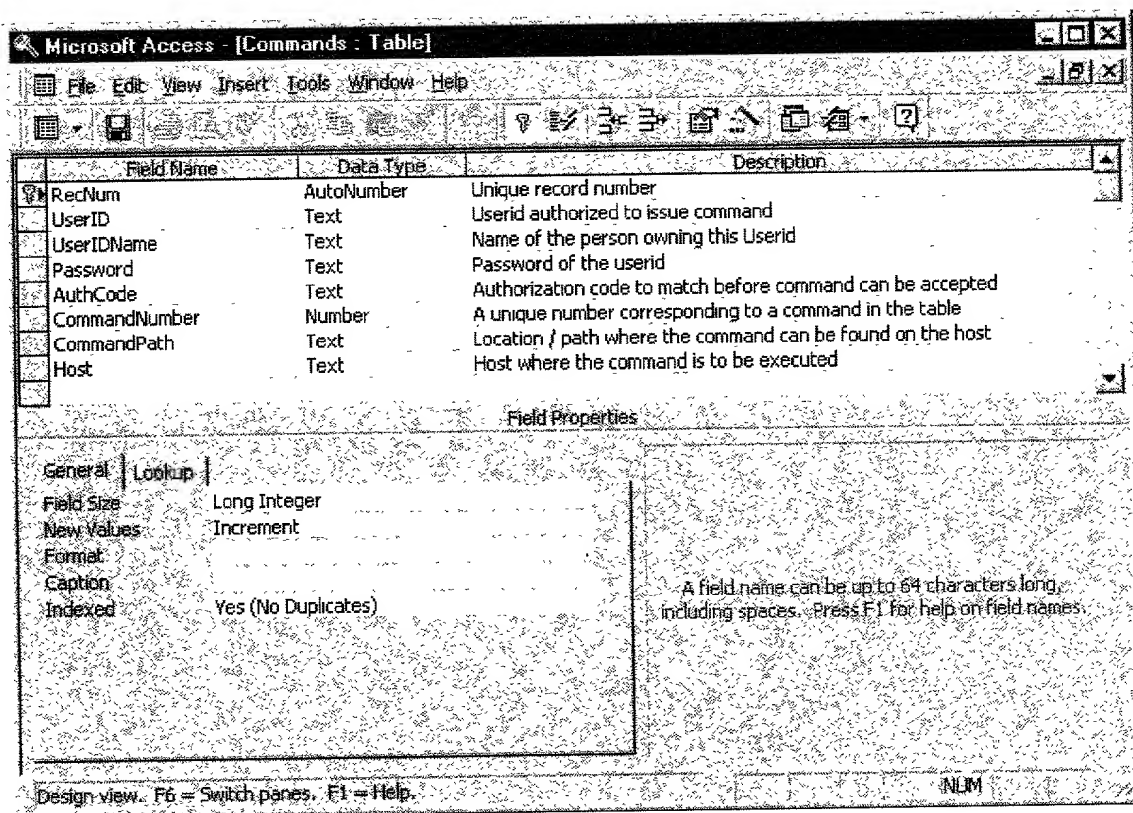 Microsoft Access - [Commands : Table]
File Edit View Insert Tools Window Help
Field Name Data Type Description
RecNum AutoNumber Unique record number
UserID Text Userid authorized to issue command
UserIDName Text Name of the person owning this Userid
Password Text Password of the userid
AuthCode Text Authorization code to match before command can be accepted
CommandNumber Number A unique number corresponding to a command in the table
CommandPath Text Location / path where the command can be found on the host
Host Text Host where the command is to be executed
Field Properties
General Lookup
Field Size Long Integer
New Values Increment
Format
Caption
Indexed Yes (No Duplicates)
A field name can be up to 64 characters long,
including spaces. Press F1 for help on field names.
Design view. F6 = Switch panes. F1 = Help. NUM